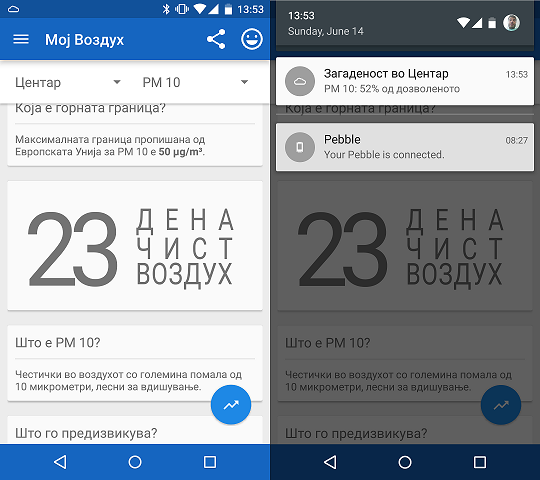 13:53
Мој Воздух
Центар
PM 10
Која е горната граница?
Максималната граница пропишана од
Европската Унија за PM 10 е 50 µg/m³.
23 ДЕНА
ЧИСТ
ВОЗДУХ
Што е PM 10?
Честички во воздухот со големина помала од
10 микрометри, лесни за вдишување.
Што го предизвикува?
13:53
Sunday, June 14
Загаденост во Центар
13:53
PM 10: 52% од дозволеното
Pebble
08:27
Your Pebble is connected.
23 ДЕНА
ЧИСТ
ВОЗДУХ
Што е PM 10?
Честички во воздухот со големина помала од
10 микрометри, лесни за вдишување.
Што го предизвикува?